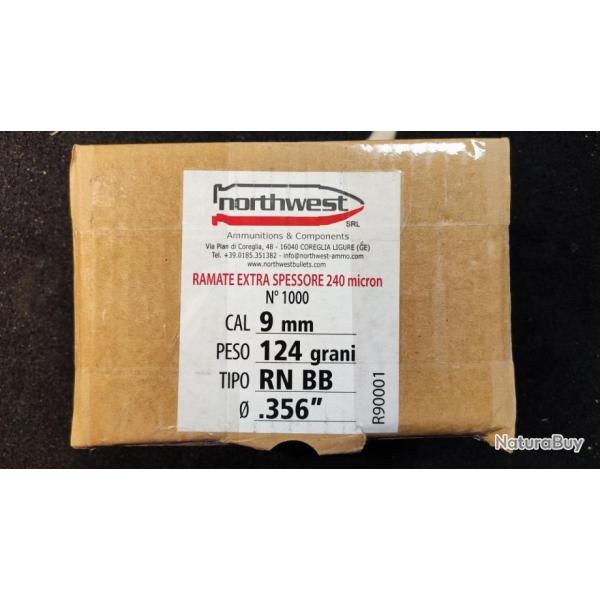 northwest
SRL
Ammunitions & Components
Via Pian di Coreglia, 48 - 16040 COREGLIA LIGURE (GE)
Tel. +39.0185.351382 - info@northwest-ammo.com
www.northwestbullets.com
RAMATE EXTRA SPESSORE 240 micron
N° 1000
CAL 9 mm
PESO 124 grani
TIPO RN BB
Ø .356”
R90001
NaturaBuy